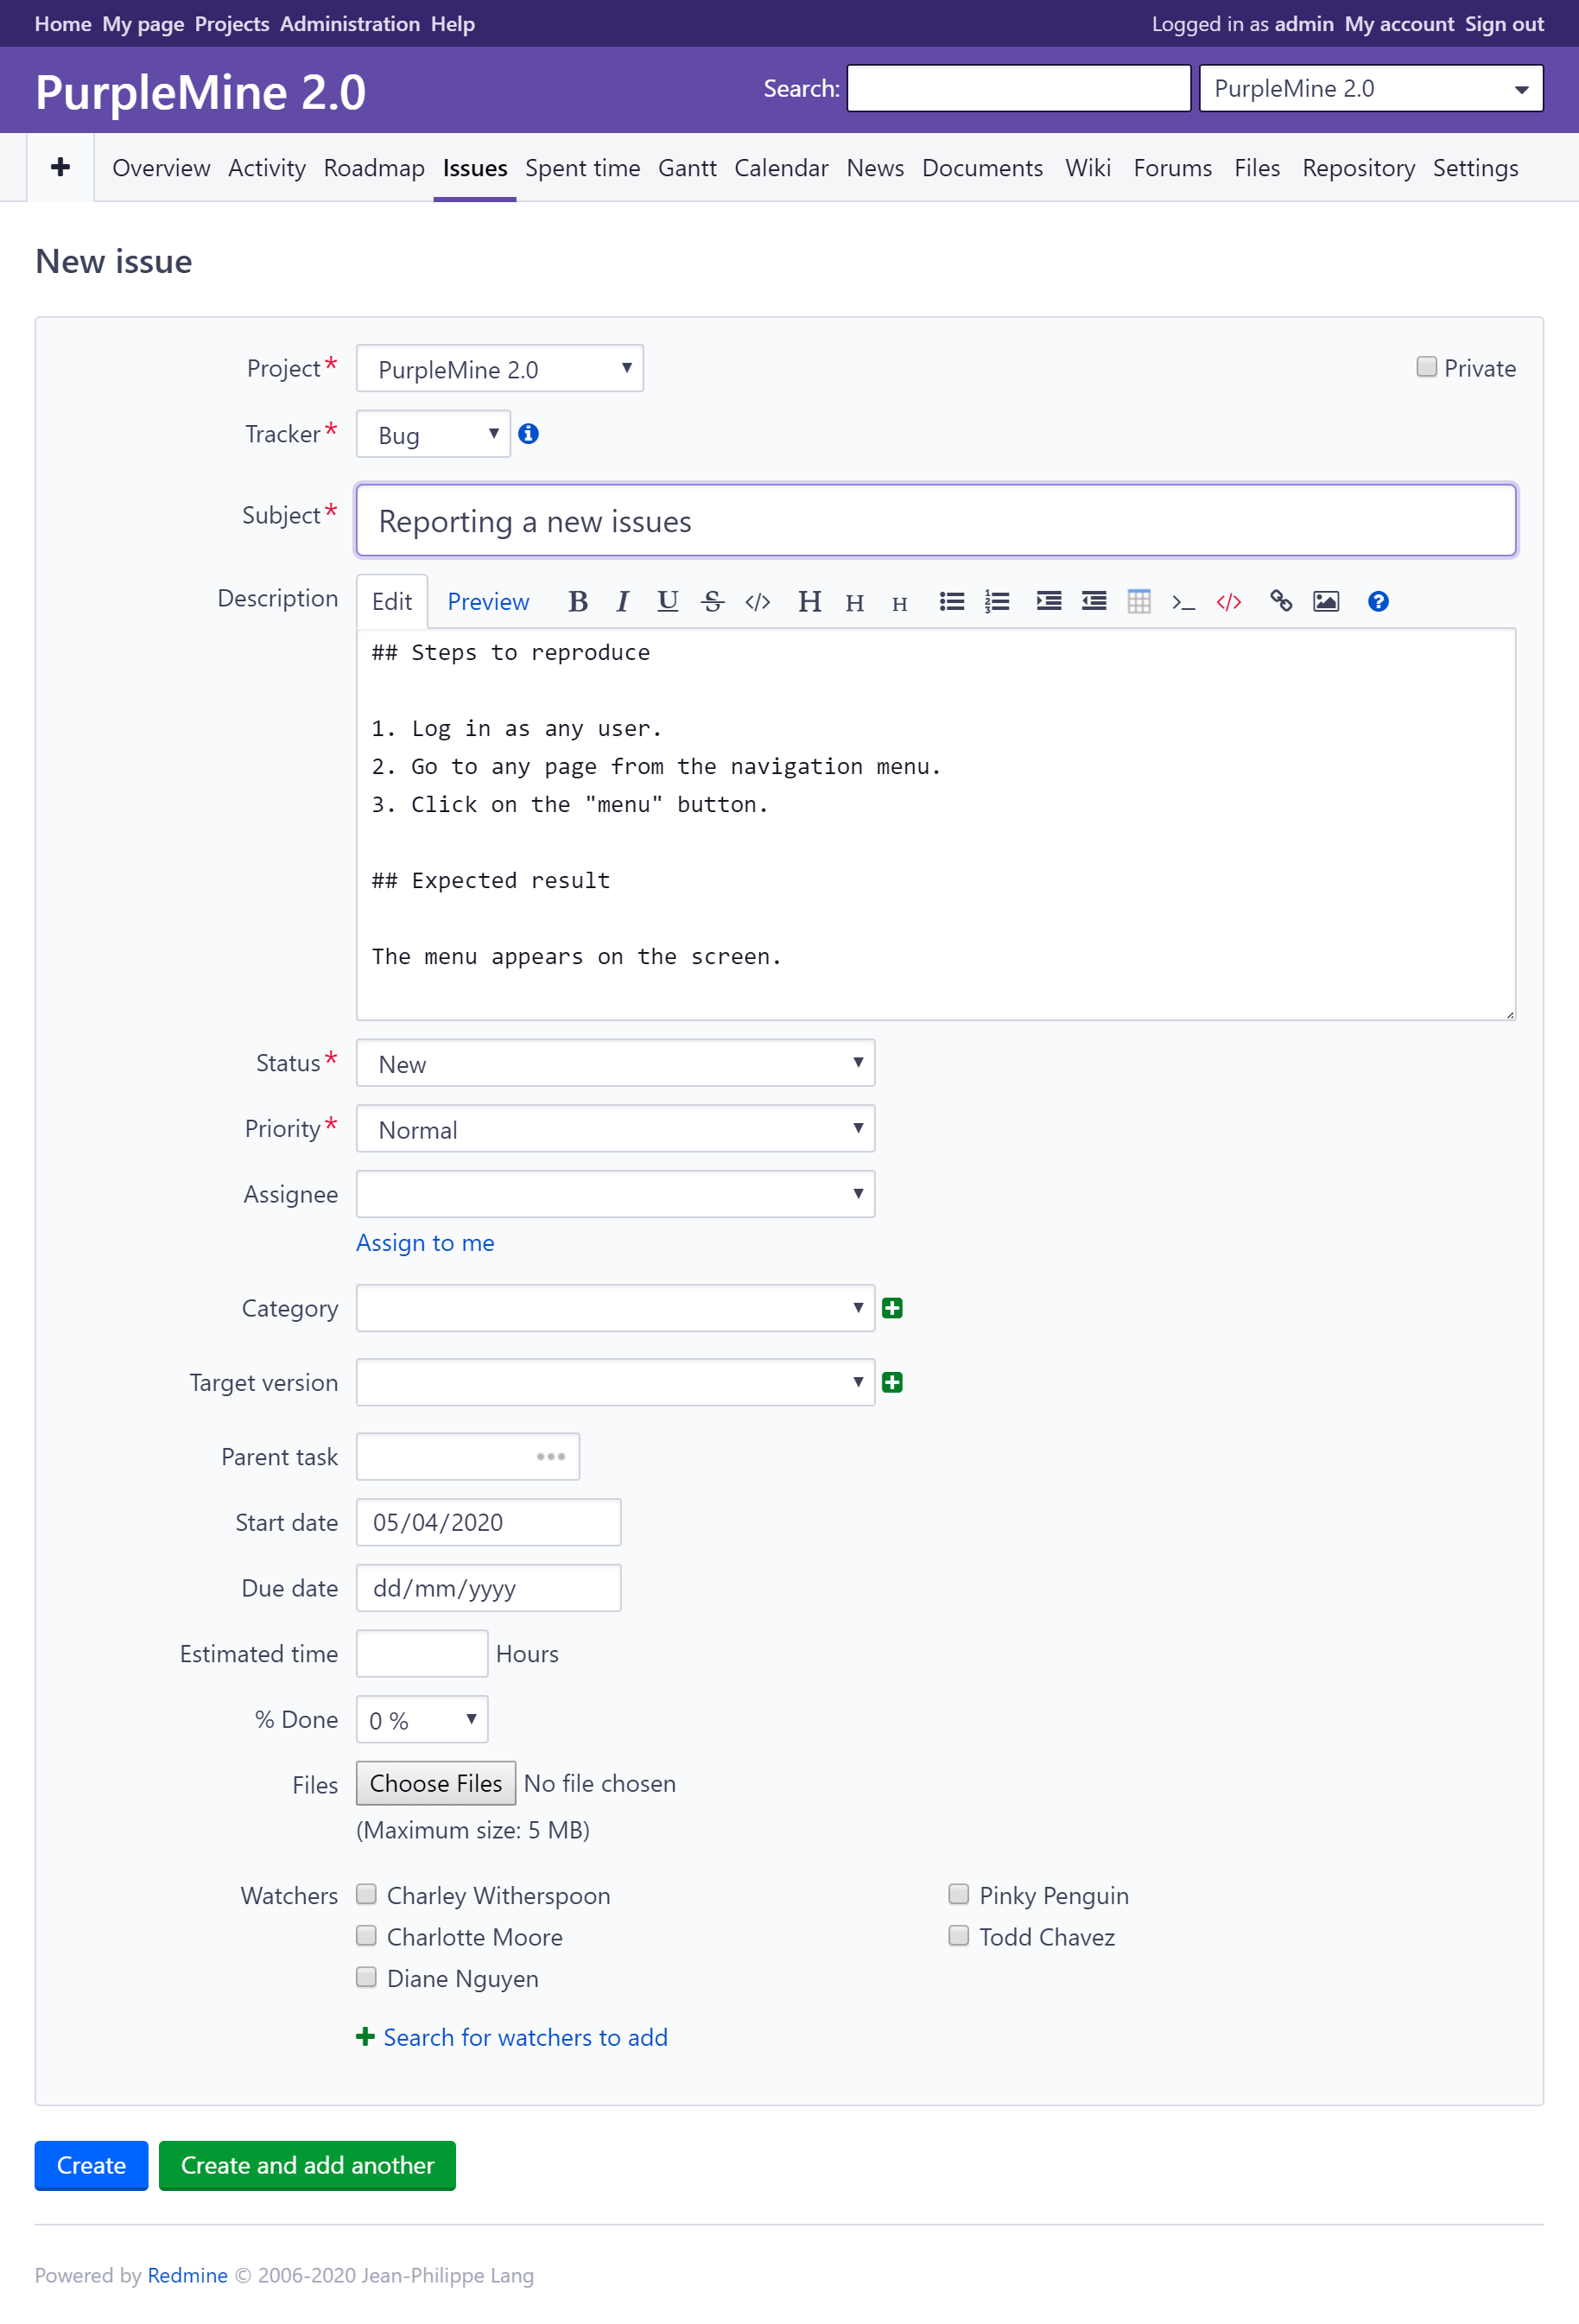 Home My page Projects Administration Help Logged in as admin My account Sign out
PurpleMine 2.0 Search: PurpleMine 2.0
+ Overview Activity Roadmap Issues Spent time Gantt Calendar News Documents Wiki Forums Files Repository Settings
New issue
Project* PurpleMine 2.0 Private
Tracker* Bug
Subject* Reporting a new issues
Description Edit Preview B I U S </> H H H >_ </> ?
## Steps to reproduce
1. Log in as any user.
2. Go to any page from the navigation menu.
3. Click on the "menu" button.
## Expected result
The menu appears on the screen.
Status* New
Priority* Normal
Assignee
Assign to me
Category
Target version
Parent task
Start date 05/04/2020
Due date dd/mm/yyyy
Estimated time Hours
% Done 0 %
Files Choose Files No file chosen
(Maximum size: 5 MB)
Watchers Charley Witherspoon Pinky Penguin
Charlotte Moore Todd Chavez
Diane Nguyen
Search for watchers to add
Create Create and add another
Powered by Redmine © 2006-2020 Jean-Philippe Lang